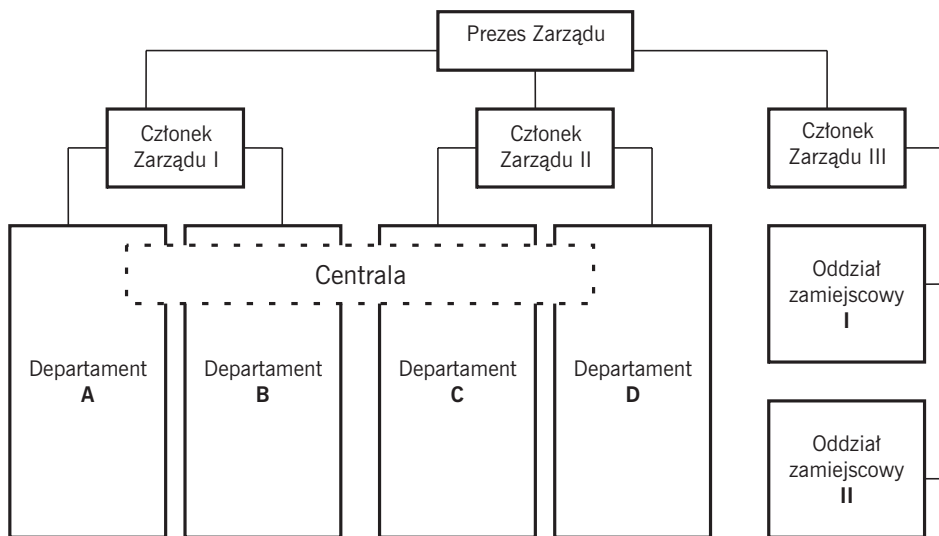 Prezes Zarządu
Członek
Zarządu I
Członek
Zarządu II
Członek
Zarządu III
Centrala
Departament
A
Departament
B
Departament
C
Departament
D
Oddział
zamiejscowy
I
Oddział
zamiejscowy
II